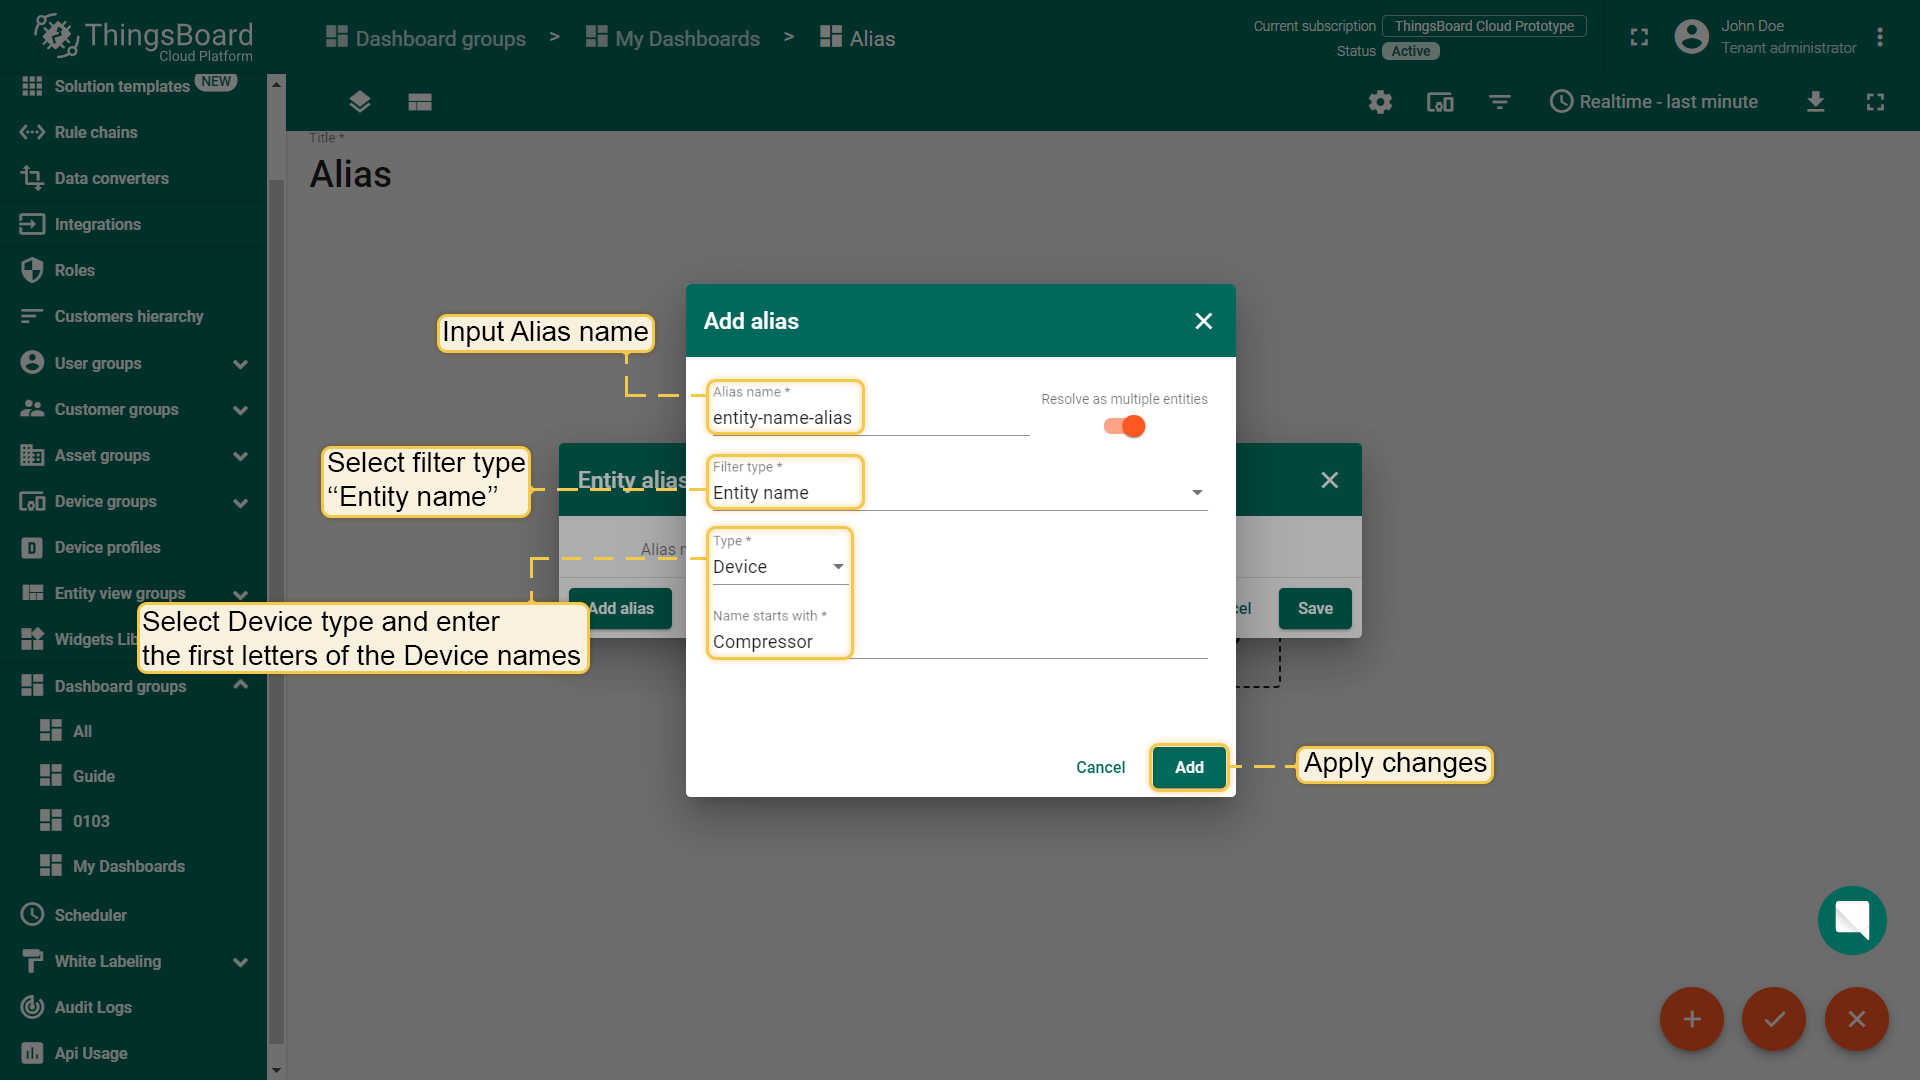 ThingsBoard
Cloud Platform
Dashboard groups > My Dashboards > Alias
Current subscription ThingsBoard Cloud Prototype
Status Active
John Doe
Tenant administrator
Realtime - last minute
Solution templates NEW
Rule chains
Data converters
Integrations
Roles
Customers hierarchy
User groups
Customer groups
Asset groups
Device groups
Device profiles
Entity view groups
Widgets Lib
Dashboard groups
All
Guide
0103
My Dashboards
Scheduler
White Labeling
Audit Logs
Api Usage
Title *
Alias
Input Alias name
Select filter type
“Entity name”
Select Device type and enter
the first letters of the Device names
Entity alias
Alias n
Add alias
cel
Save
Add alias
Alias name *
entity-name-alias
Resolve as multiple entities
Filter type *
Entity name
Type *
Device
Name starts with *
Compressor
Cancel
Add
Apply changes